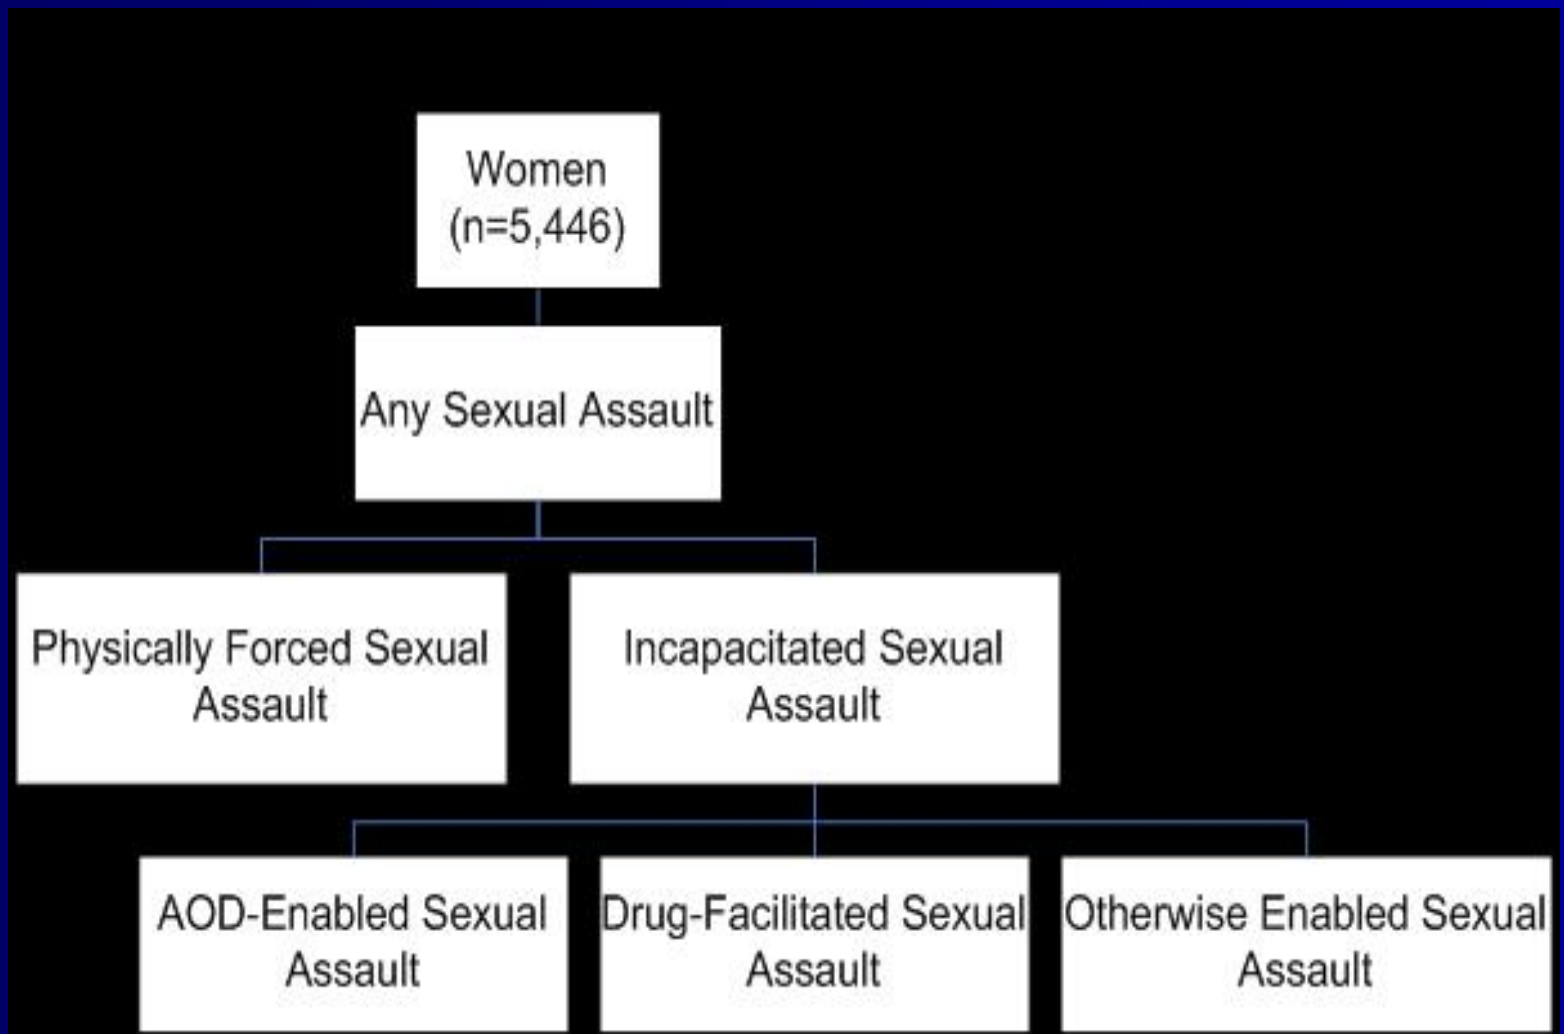 Women
(n=5,446)
Any Sexual Assault
Physically Forced Sexual
Assault
Incapacitated Sexual
Assault
AOD-Enabled Sexual
Assault
Drug-Facilitated Sexual
Assault
Otherwise Enabled Sexual
Assault